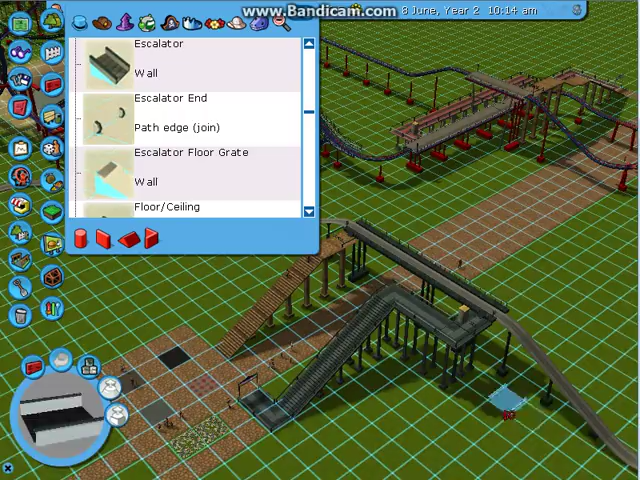 www.Bandicam.com
8 June, Year 2 10:14 am
Escalator
Wall
Escalator End
Path edge (join)
Escalator Floor Grate
Wall
Floor/Ceiling